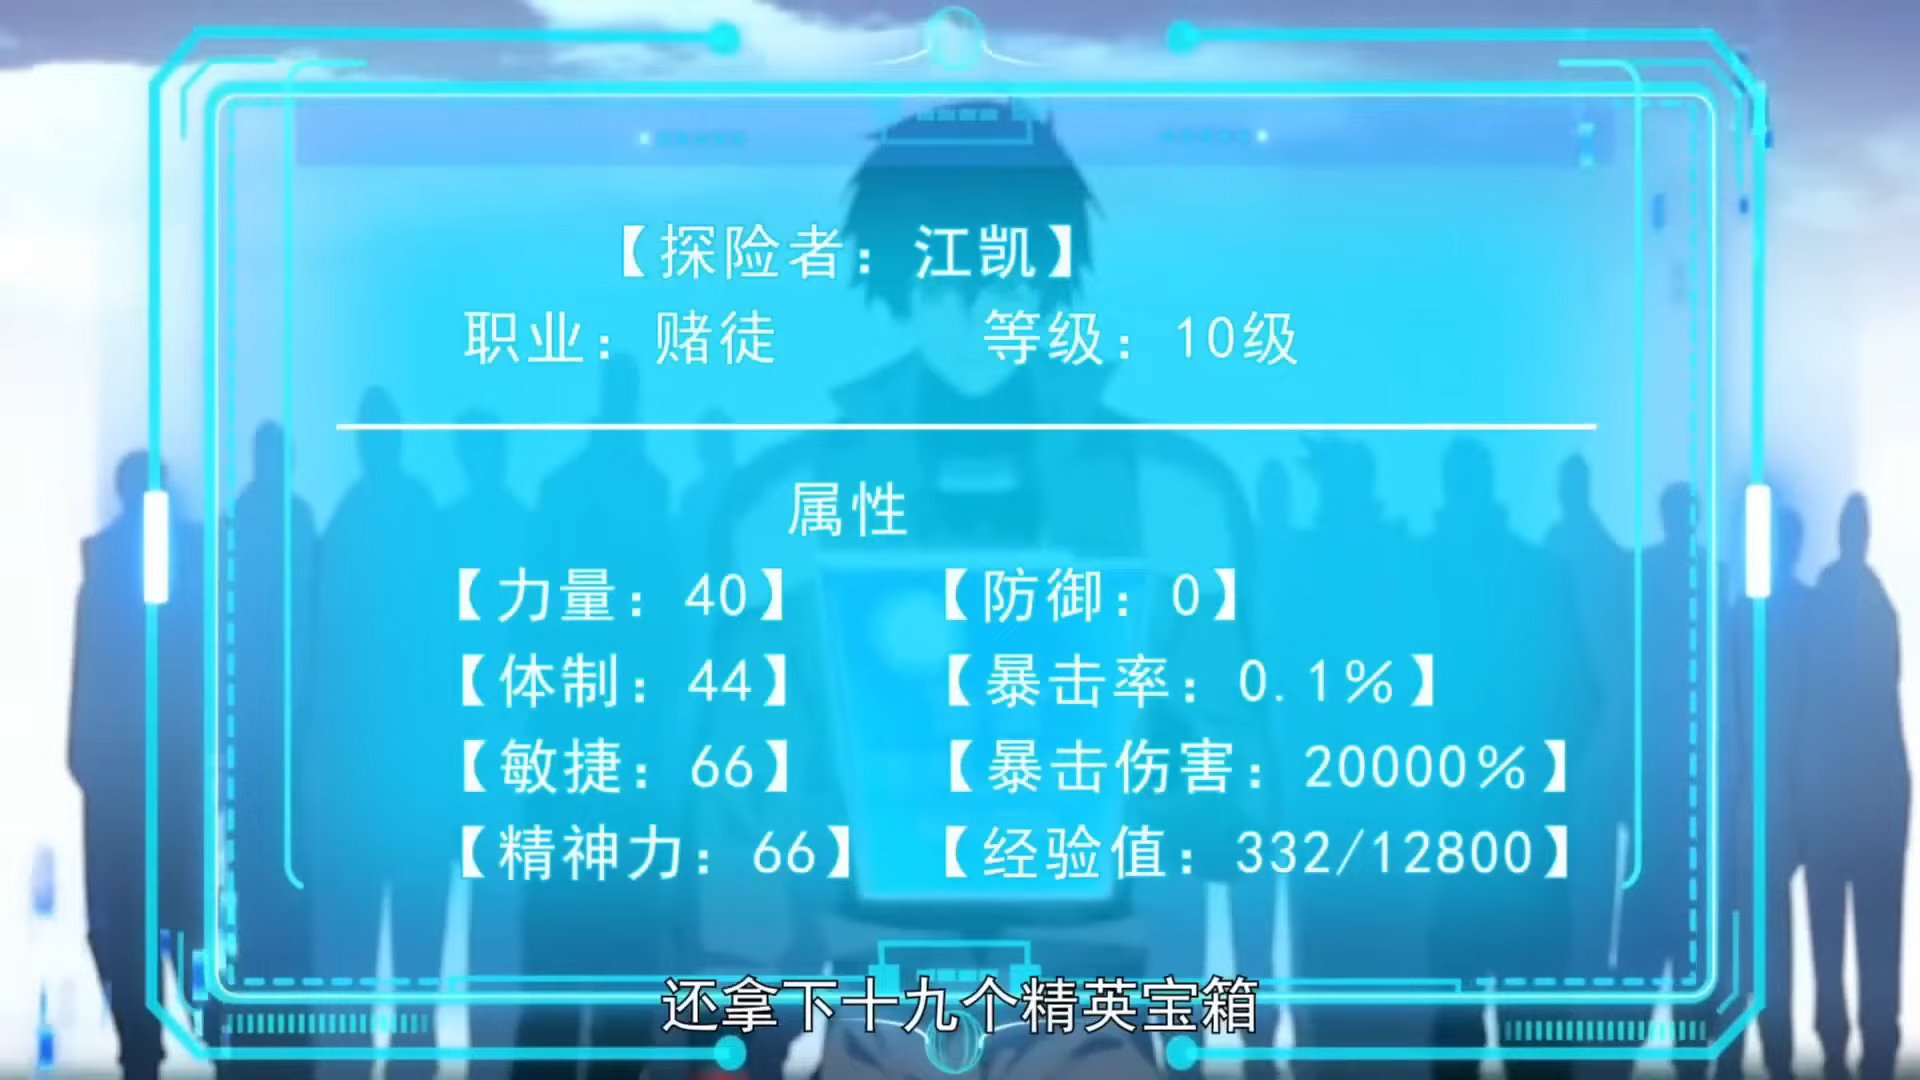 【探险者：江凯】
职业：赌徒 等级：10级
属性
【力量：40】 【防御：0】
【体制：44】 【暴击率：0.1%】
【敏捷：66】 【暴击伤害：20000%】
【精神力：66】 【经验值：332/12800】
还拿下十九个精英宝箱